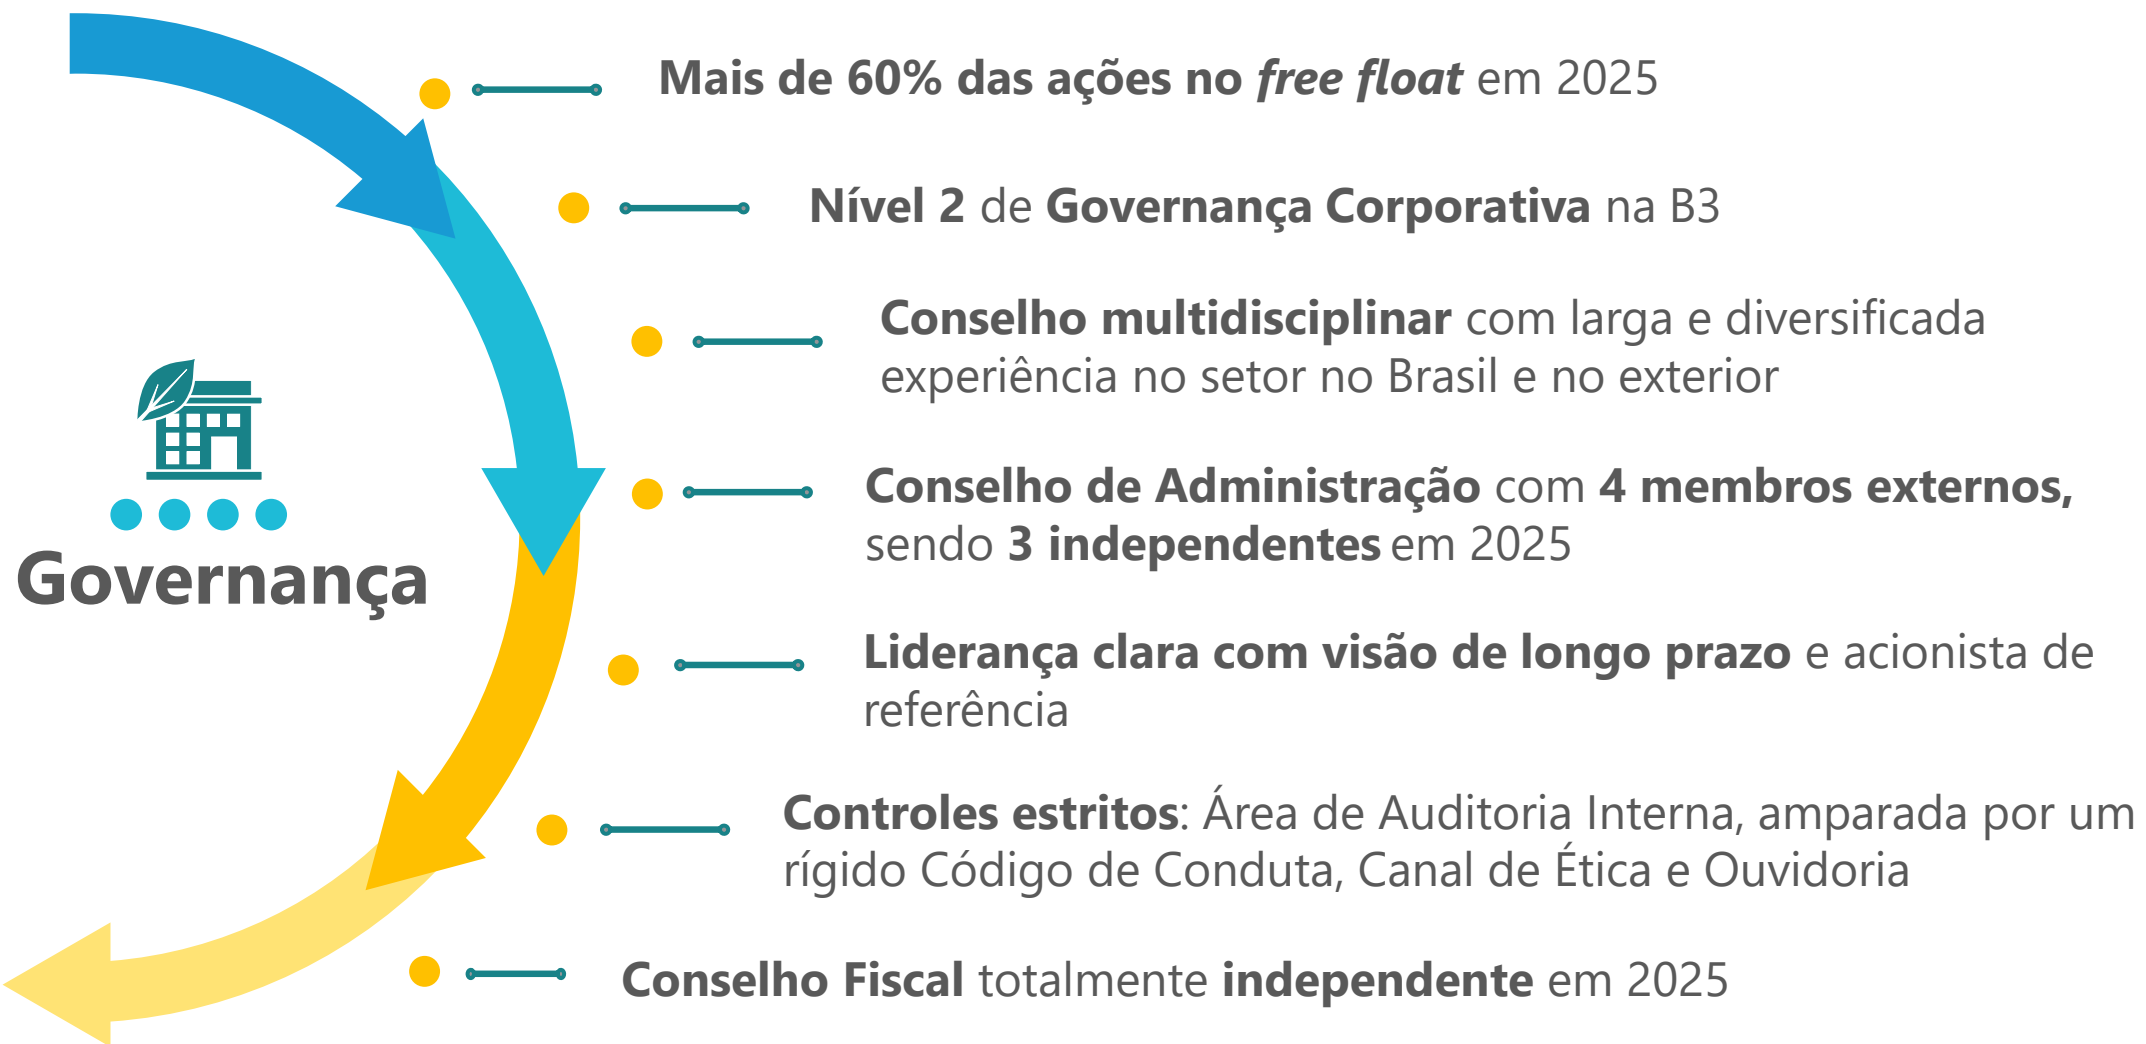 Mais de 60% das ações no free float em 2025
Nível 2 de Governança Corporativa na B3
Conselho multidisciplinar com larga e diversificada
experiência no setor no Brasil e no exterior
Conselho de Administração com 4 membros externos,
sendo 3 independentes em 2025
Governança
Liderança clara com visão de longo prazo e acionista de
referência
Controles estritos: Área de Auditoria Interna, amparada por um
rígido Código de Conduta, Canal de Ética e Ouvidoria
Conselho Fiscal totalmente independente em 2025